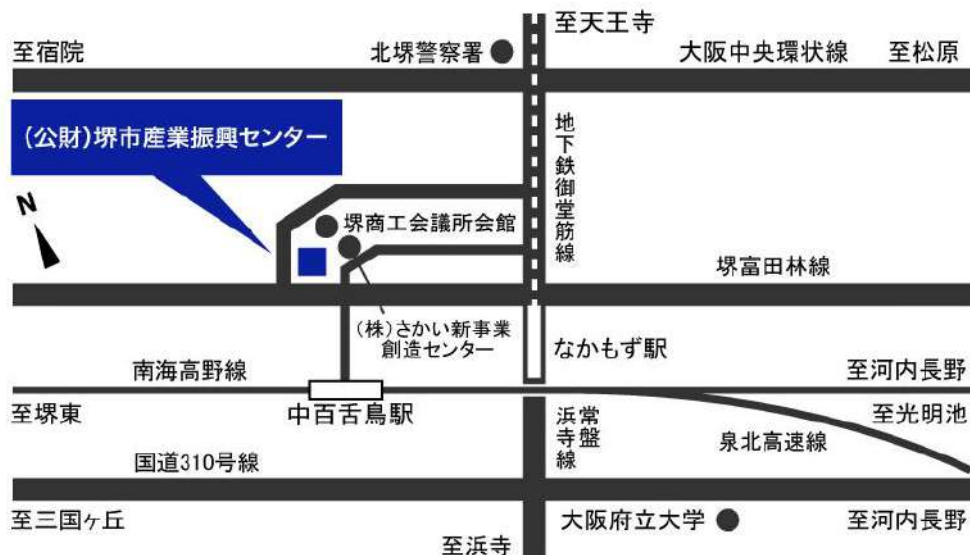 至天王寺
至宿院
北堺警察署
大阪中央環状線
至松原
(公財)堺市産業振興センター
地下鉄御堂筋線
N
堺商工会議所会館
堺富田林線
(株)さかい新事業
創造センター
なかもず駅
南海高野線
至河内長野
至堺東
中百舌鳥駅
常磐
浜寺線
至光明池
泉北高速線
国道310号線
至三国ヶ丘
大阪府立大学
至河内長野
至浜寺